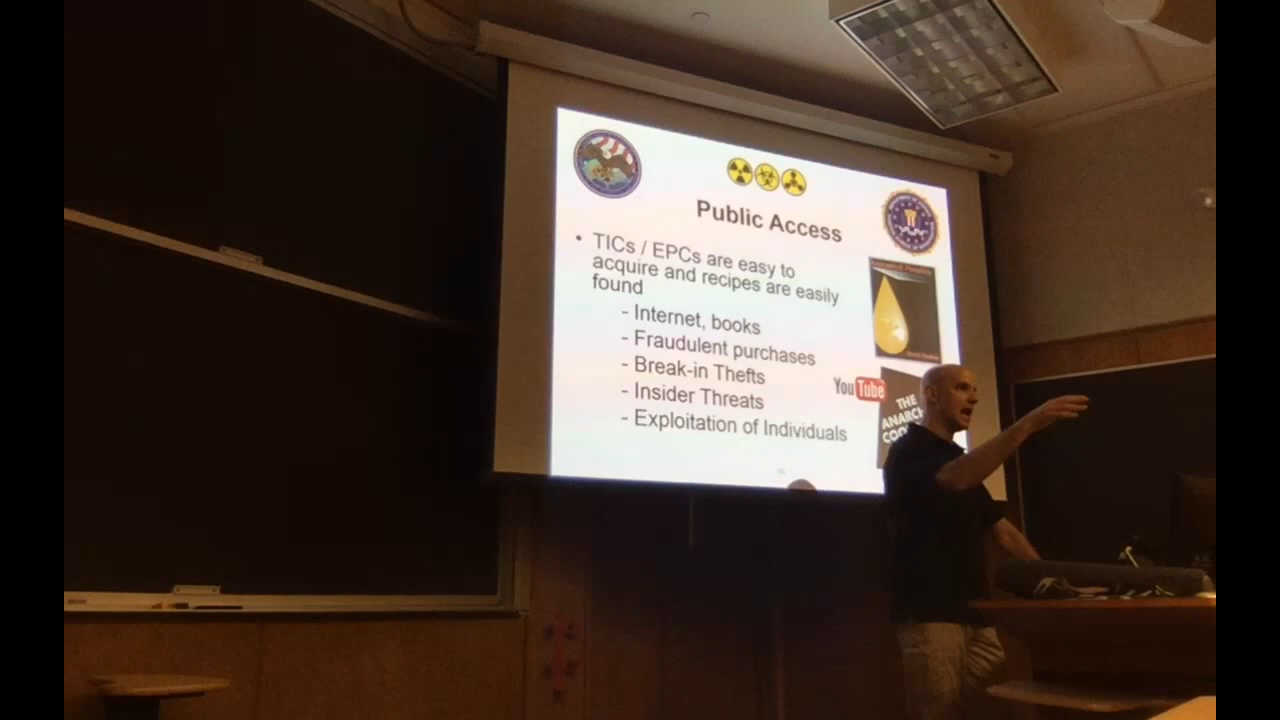 Public Access
• TICs / EPCs are easy to
acquire and recipes are easily
found
- Internet, books
- Fraudulent purchases
- Break-in Thefts
- Insider Threats
- Exploitation of Individuals
You Tube
THE